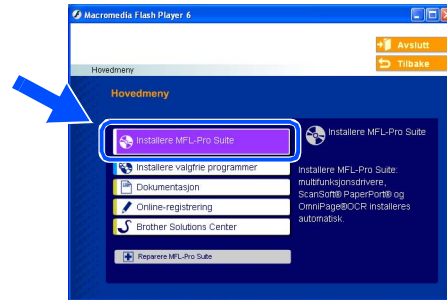 Macromedia Flash Player 6
Avslutt
Tilbake
Hovedmeny
Hovedmeny
Installere MFL-Pro Suite
Installere valgfrie programmer
Dokumentasjon
Online-registrering
Brother Solutions Center
Reparere MFL-Pro Suite
Installere MFL-Pro Suite
Installere MFL-Pro Suite:
multifunksjonsdrivere,
ScanSoft® PaperPort® og
OmniPage®OCR installeres
automatisk.